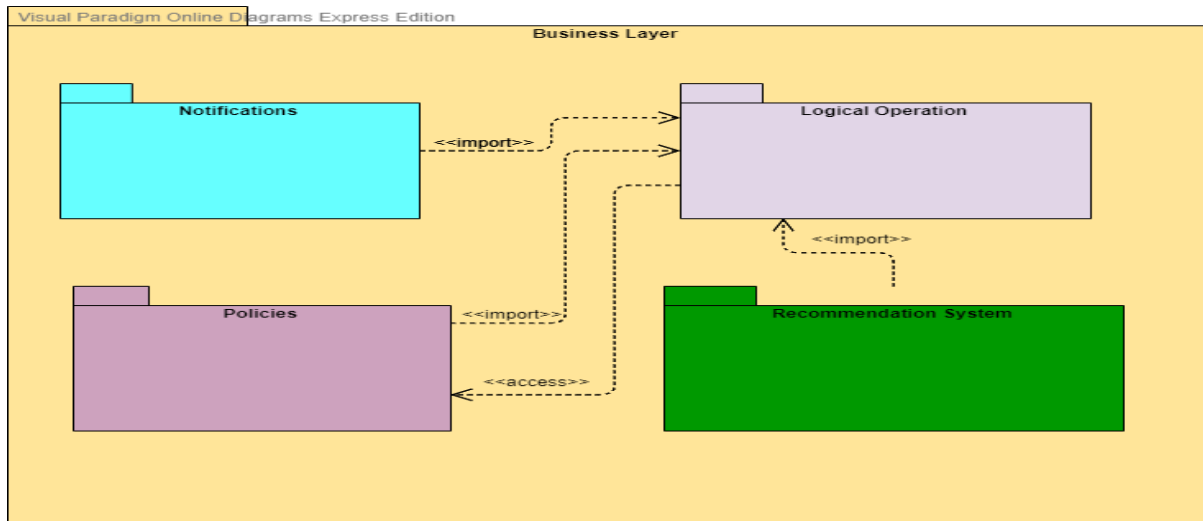 Visual Paradigm Online Diagrams Express Edition
Business Layer
Notifications
Logical Operation
<<import>>
<<import>>
Policies
<<import>>
Recommendation System
<<access>>